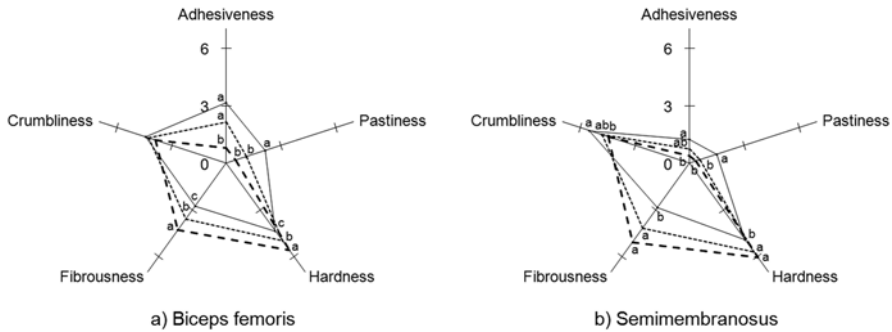 Adhesiveness
6
3
0
Crumbliness
Pastiness
Fibrousness
Hardness
a
a
b
a
b
b
c
b
a
c
b
a
a) Biceps femoris
Adhesiveness
6
3
0
Crumbliness
Pastiness
Fibrousness
Hardness
a
ab
b
a
ab
b
a
b
b
b
a
a
b
a
a
b) Semimembranosus